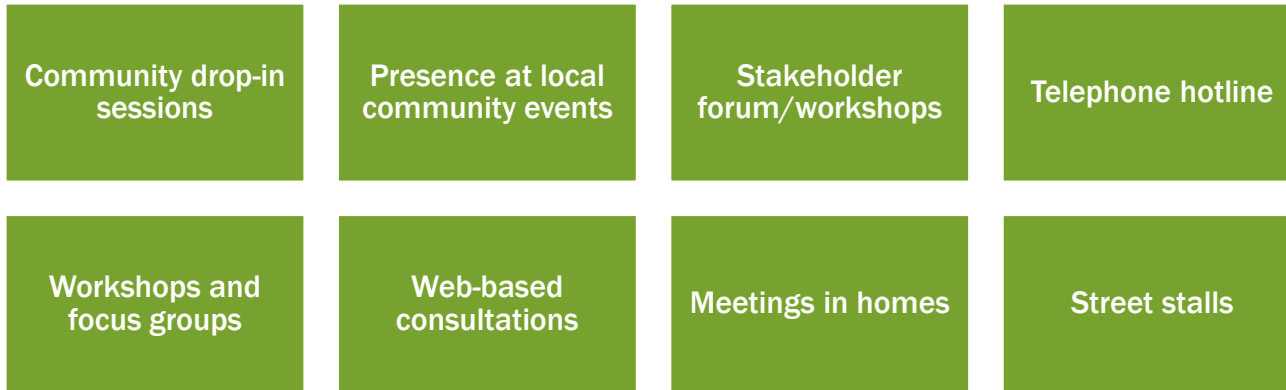 Community drop-in
sessions
Presence at local
community events
Stakeholder
forum/workshops
Telephone hotline
Workshops and
focus groups
Web-based
consultations
Meetings in homes
Street stalls